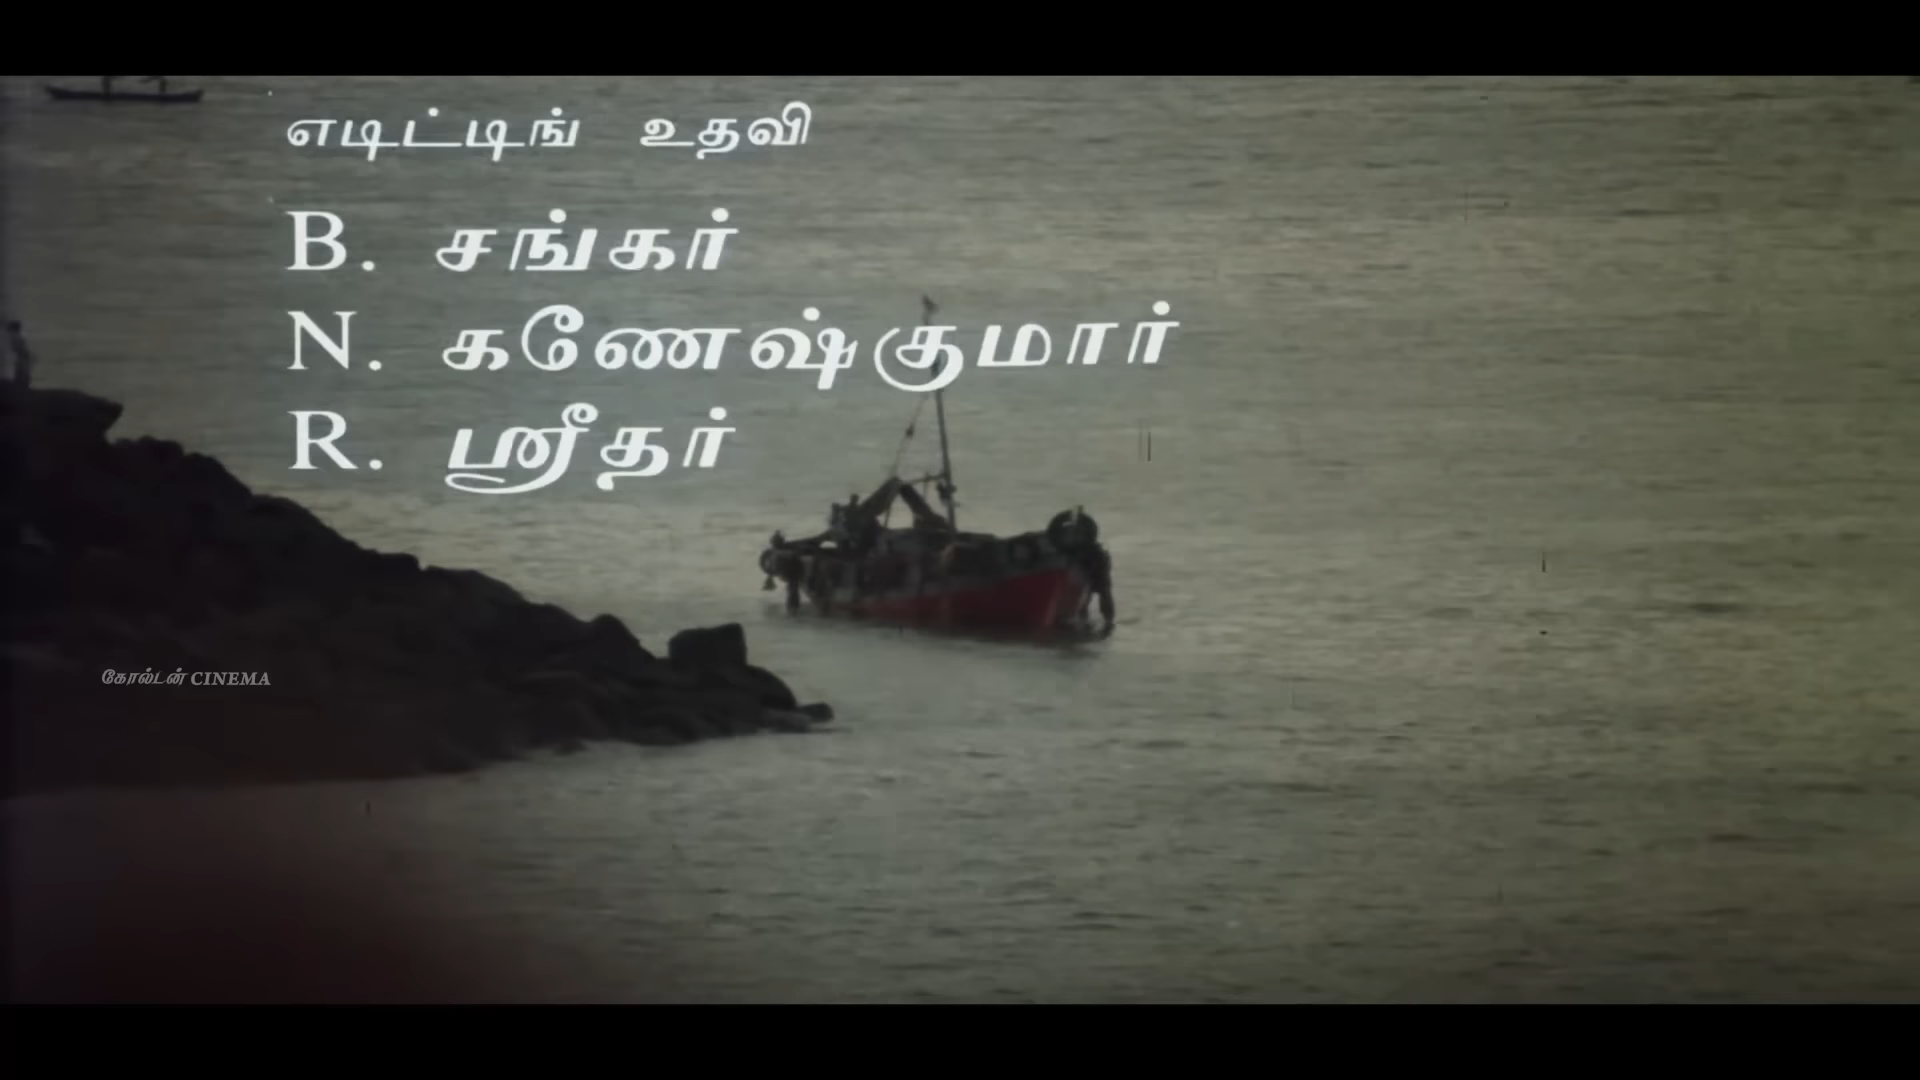 எடிட்டிங் உதவி
B. சங்கர்
N. கணேஷ்குமார்
R. ஸ்ரீதர்
கோல்டன் CINEMA